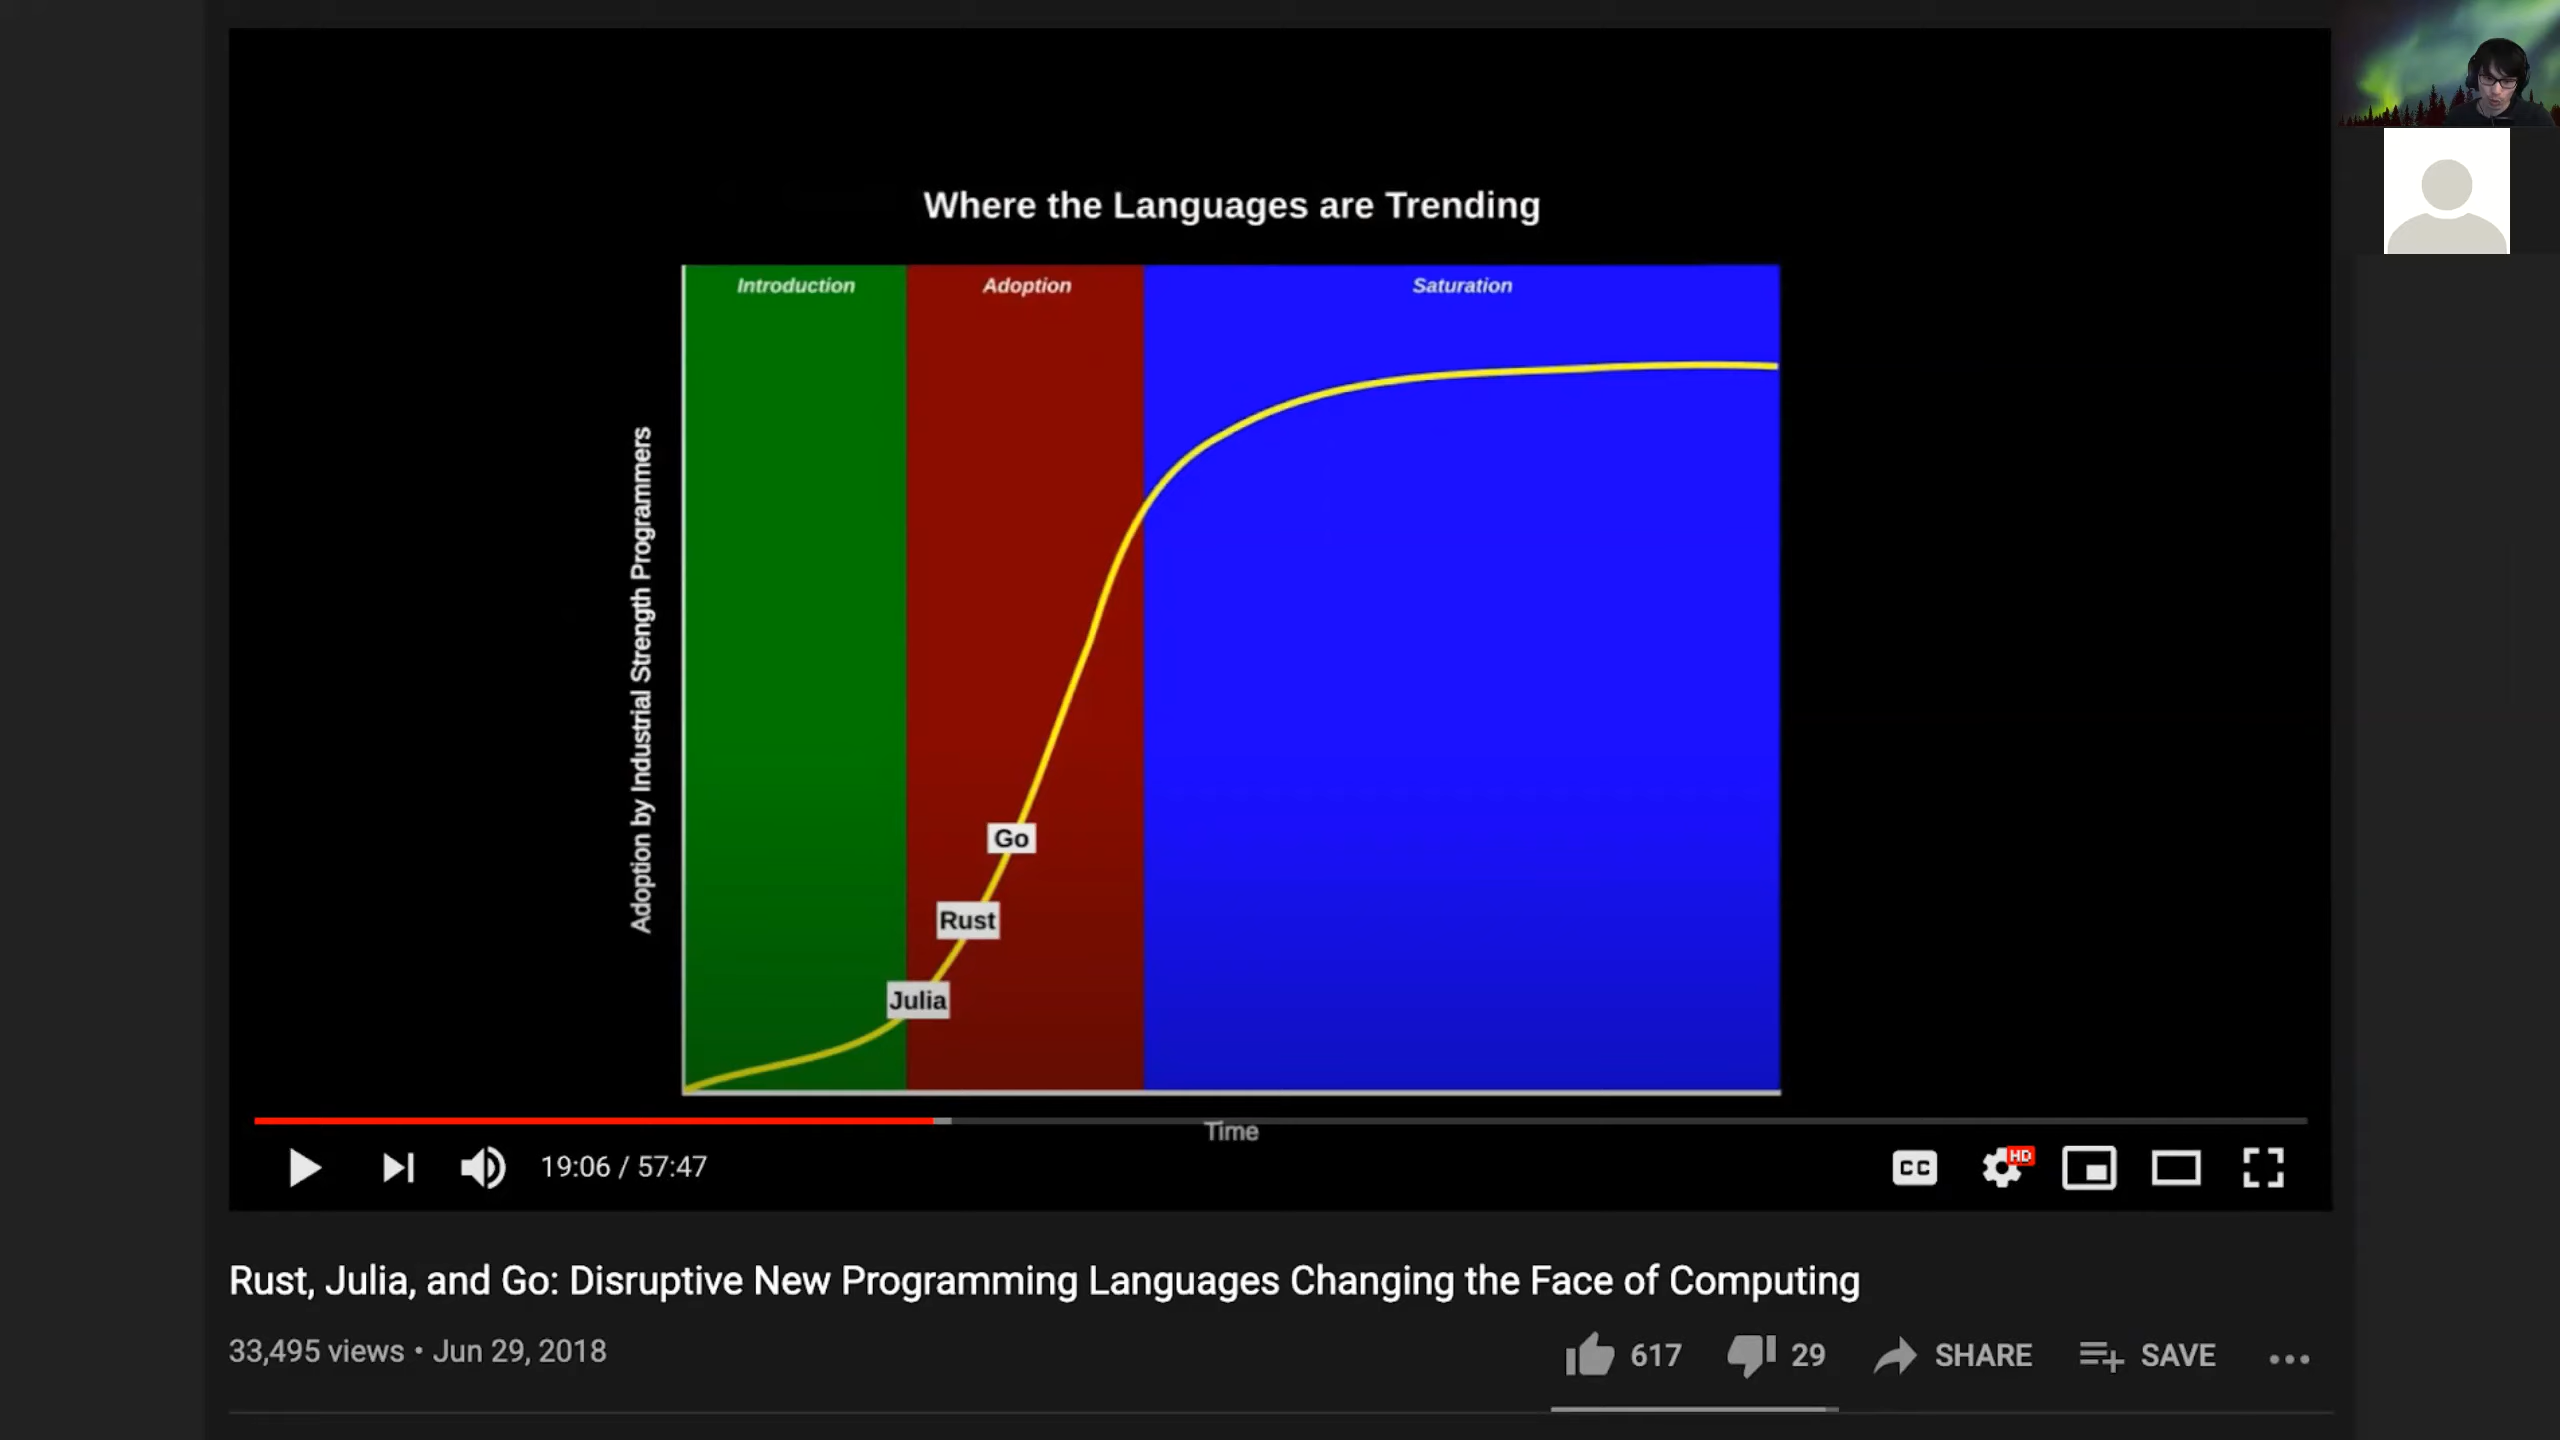 Where the Languages are Trending
Introduction
Adoption
Saturation
Adoption by Industrial Strength Programmers
Go
Rust
Julia
Time
19:06 / 57:47
CC
HD
Rust, Julia, and Go: Disruptive New Programming Languages Changing the Face of Computing
33,495 views • Jun 29, 2018
617
29
SHARE
SAVE